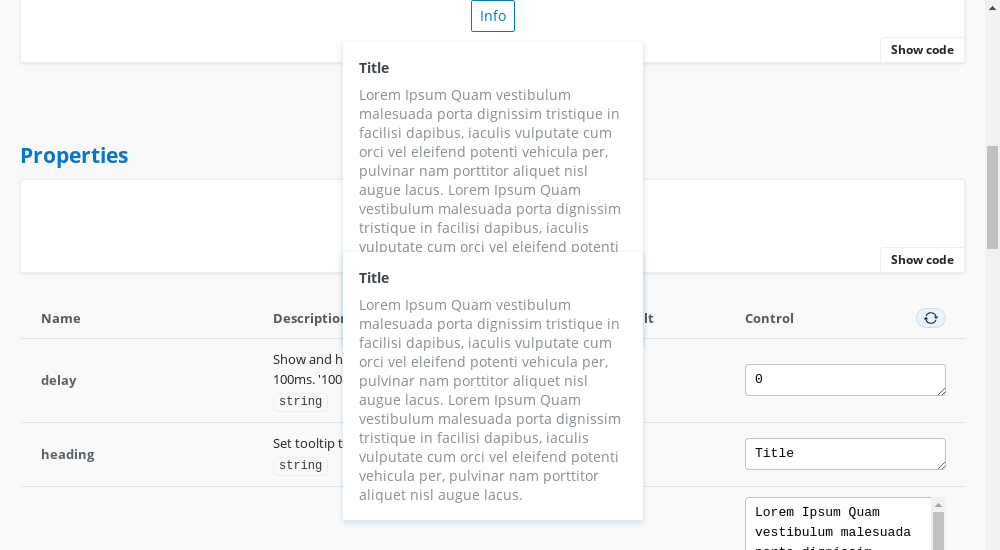 Info
Show code
Title
Lorem Ipsum Quam vestibulum
malesuada porta dignissim tristique in
facilisi dapibus, iaculis vulputate cum
orci vel eleifend potenti vehicula per,
pulvinar nam porttitor aliquet nisl
augue lacus. Lorem Ipsum Quam
vestibulum malesuada porta dignissim
tristique in facilisi dapibus, iaculis
vulputate cum orci vel eleifend potenti
Properties
Show code
Title
Lorem Ipsum Quam vestibulum
malesuada porta dignissim tristique in
facilisi dapibus, iaculis vulputate cum
orci vel eleifend potenti vehicula per,
pulvinar nam porttitor aliquet nisl
augue lacus. Lorem Ipsum Quam
vestibulum malesuada porta dignissim
tristique in facilisi dapibus, iaculis
vulputate cum orci vel eleifend potenti
vehicula per, pulvinar nam porttitor
aliquet nisl augue lacus.
Name Description Control
delay
Show and
100ms. '100
string
0
heading
Set tooltip
string
Title
Lorem Ipsum Quam
vestibulum malesuada
porta dignissim